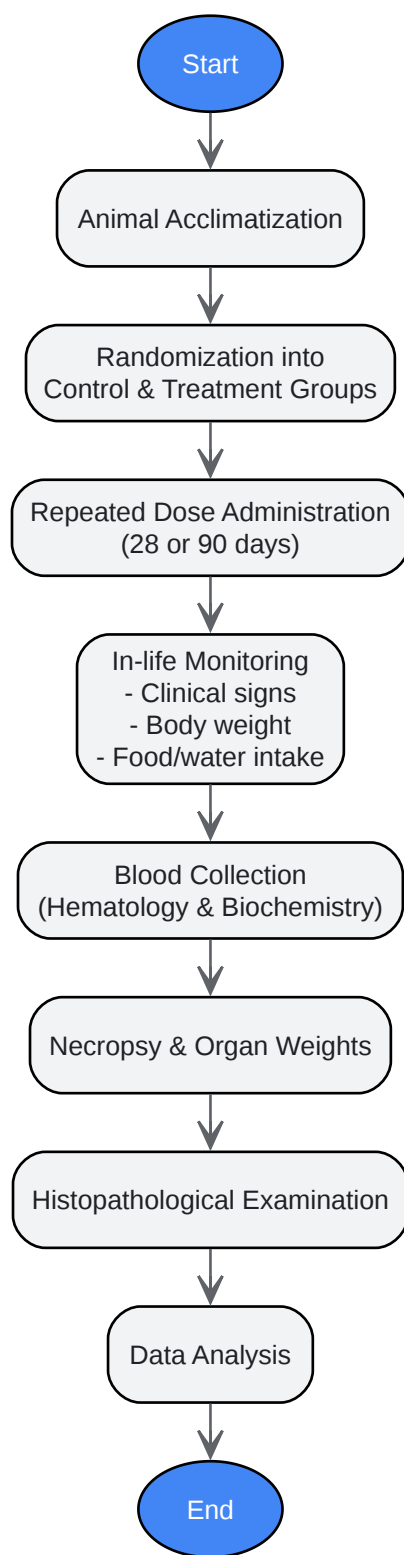 Start
Animal Acclimatization
Randomization into
Control & Treatment Groups
Repeated Dose Administration
(28 or 90 days)
In-life Monitoring
- Clinical signs
- Body weight
- Food/water intake
Blood Collection
(Hematology & Biochemistry)
Necropsy & Organ Weights
Histopathological Examination
Data Analysis
End